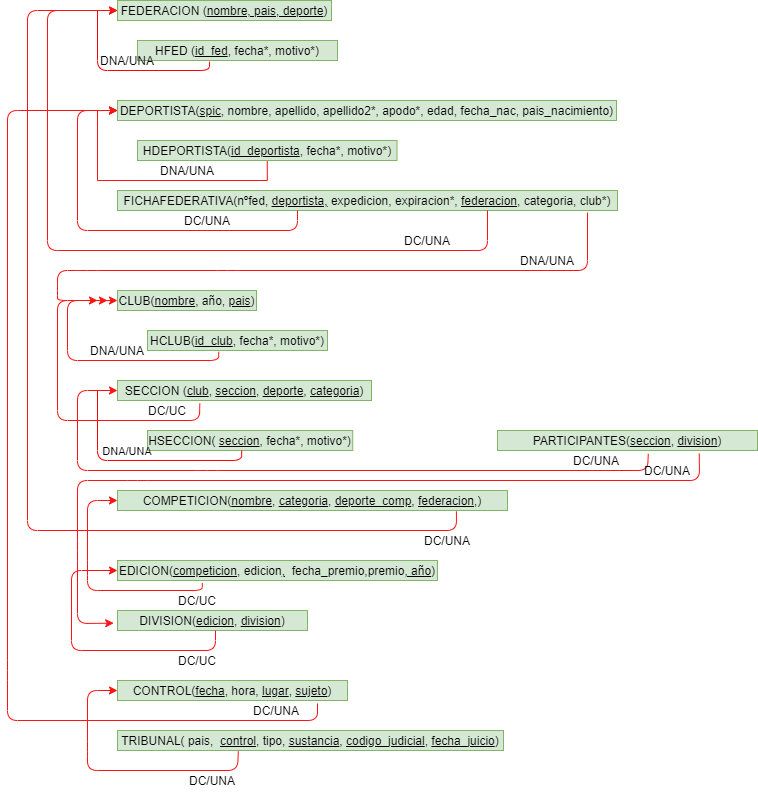 FEDERACION (nombre, pais, deporte)
HFED (id_fed, fecha*, motivo*)
DNA/UNA
DEPORTISTA(spic, nombre, apellido, apellido2*, apodo*, edad, fecha_nac, pais_nacimiento)
HDEPORTISTA(id_deportista, fecha*, motivo*)
DNA/UNA
FICHAFEDERATIVA(nºfed, deportista, expedicion, expiracion*, federacion, categoria, club*)
DC/UNA
DC/UNA
DNA/UNA
CLUB(nombre, año, pais)
HCLUB(id_club, fecha*, motivo*)
DNA/UNA
SECCION (club, seccion, deporte, categoria)
DC/UC
HSECCION( seccion, fecha*, motivo*)
PARTICIPANTES(seccion, division)
DNA/UNA
DC/UNA
DC/UNA
COMPETICION(nombre, categoria, deporte_comp, federacion,)
DC/UNA
EDICION(competicion, edicion, fecha_premio,premio, año)
DC/UC
DIVISION(edicion, division)
DC/UC
CONTROL(fecha, hora, lugar, sujeto)
DC/UNA
TRIBUNAL( pais, control, tipo, sustancia, codigo_judicial, fecha_juicio)
DC/UNA